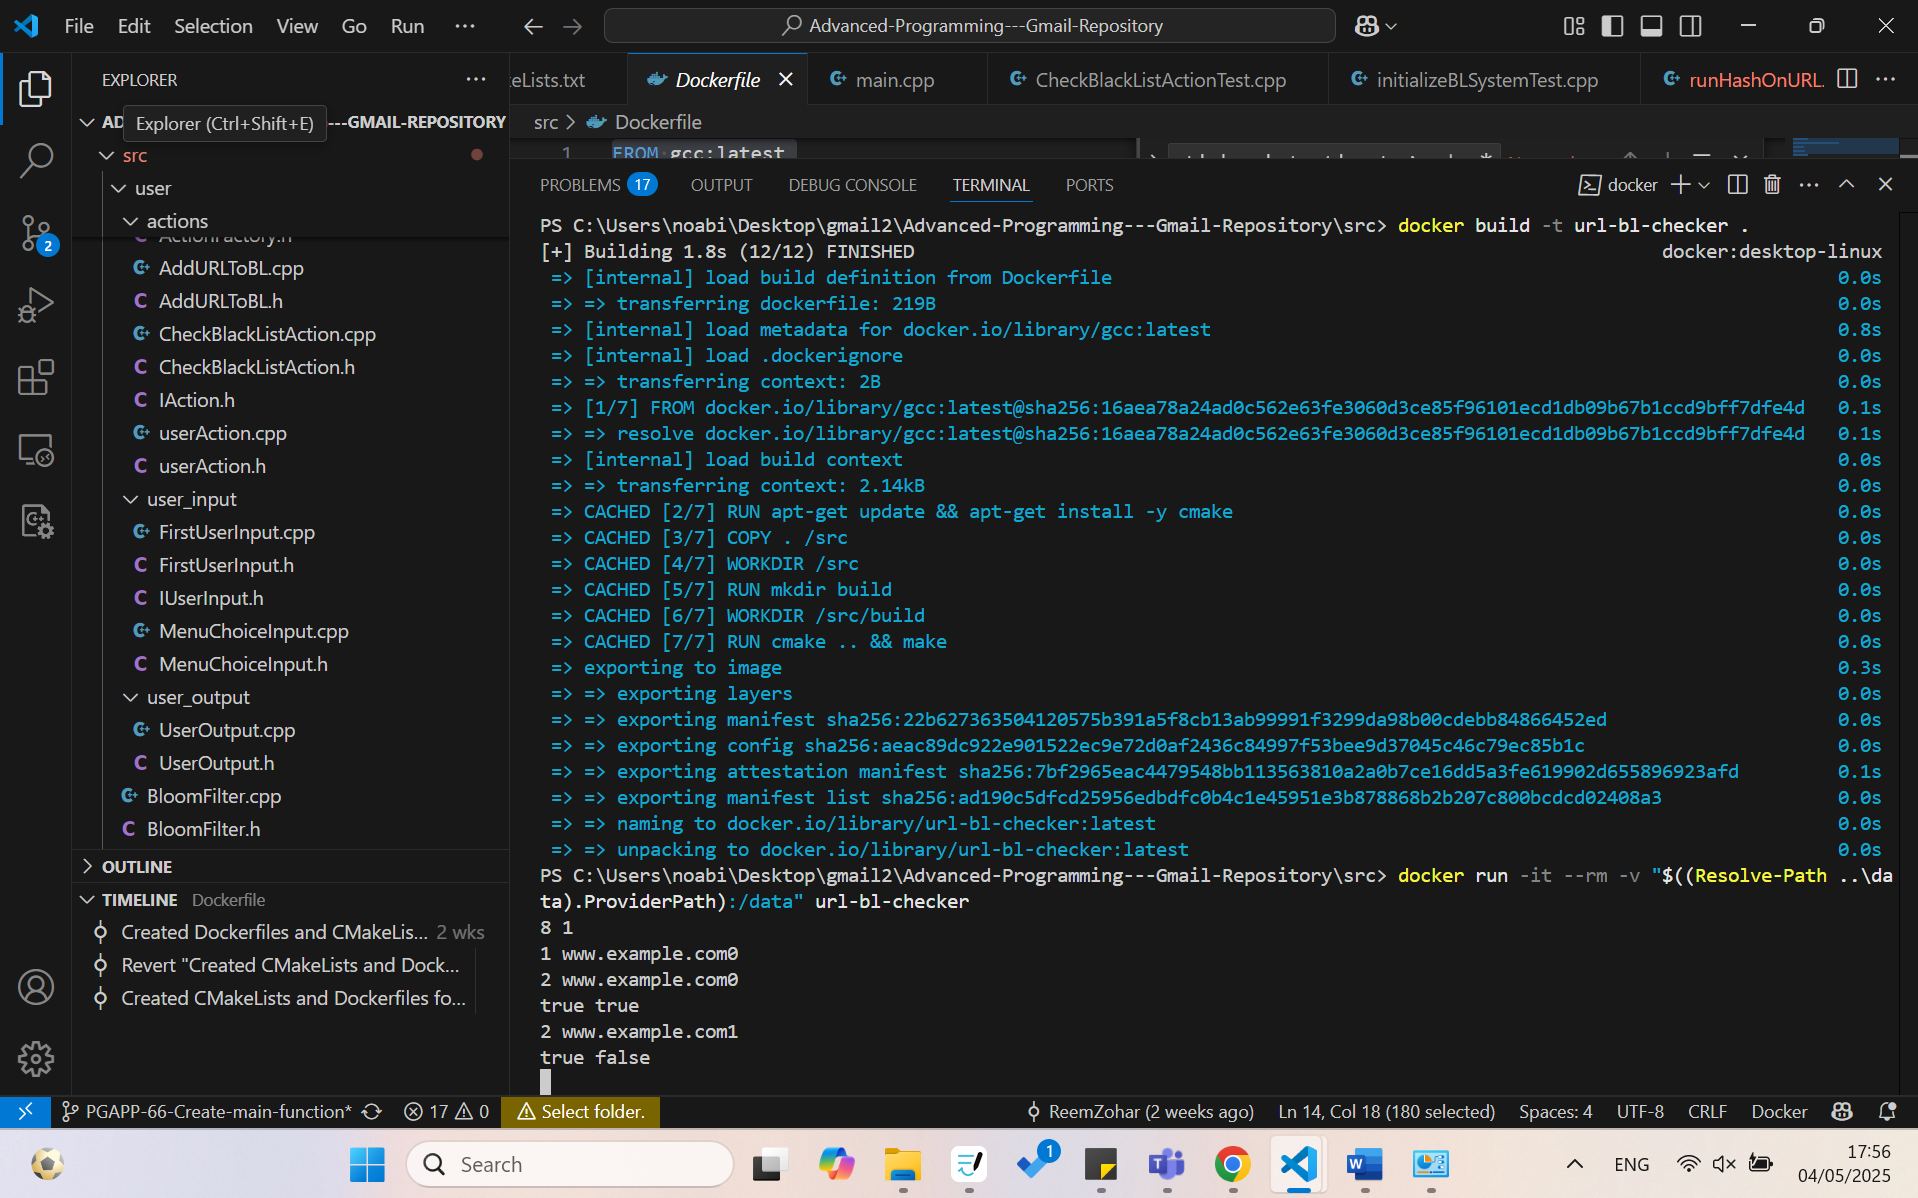 File Edit Selection View Go Run ··· Advanced-Programming---Gmail-Repository
EXPLORER
AD
Explorer (Ctrl+Shift+E)
---GMAIL-REPOSITORY
src
user
actions
ActionFactory.h
AddURLToBL.cpp
AddURLToBL.h
CheckBlackListAction.cpp
CheckBlackListAction.h
IAction.h
userAction.cpp
userAction.h
user_input
FirstUserInput.cpp
FirstUserInput.h
IUserInput.h
MenuChoiceInput.cpp
MenuChoiceInput.h
user_output
UserOutput.cpp
UserOutput.h
BloomFilter.cpp
BloomFilter.h
OUTLINE
TIMELINE Dockerfile
Created Dockerfiles and CMakeLis... 2 wks
Revert "Created CMakeLists and Dock...
Created CMakeLists and Dockerfiles fo...
eLists.txt Dockerfile main.cpp CheckBlackListActionTest.cpp initializeBLSystemTest.cpp runHashOnURL.
src > Dockerfile
1 FROM gcc:latest
PROBLEMS 17 OUTPUT DEBUG CONSOLE TERMINAL PORTS docker
PS C:\Users\noabi\Desktop\gmail2\Advanced-Programming---Gmail-Repository\src> docker build -t url-bl-checker .
[+] Building 1.8s (12/12) FINISHED docker:desktop-linux
=> [internal] load build definition from Dockerfile 0.0s
=> => transferring dockerfile: 219B 0.0s
=> [internal] load metadata for docker.io/library/gcc:latest 0.8s
=> [internal] load .dockerignore 0.0s
=> => transferring context: 2B 0.0s
=> [1/7] FROM docker.io/library/gcc:latest@sha256:16aea78a24ad0c562e63fe3060d3ce85f96101ecd1db09b67b1ccd9bff7dfe4d 0.1s
=> => resolve docker.io/library/gcc:latest@sha256:16aea78a24ad0c562e63fe3060d3ce85f96101ecd1db09b67b1ccd9bff7dfe4d 0.1s
=> [internal] load build context 0.0s
=> => transferring context: 2.14kB 0.0s
=> CACHED [2/7] RUN apt-get update && apt-get install -y cmake 0.0s
=> CACHED [3/7] COPY . /src 0.0s
=> CACHED [4/7] WORKDIR /src 0.0s
=> CACHED [5/7] RUN mkdir build 0.0s
=> CACHED [6/7] WORKDIR /src/build 0.0s
=> CACHED [7/7] RUN cmake .. && make 0.0s
=> exporting to image 0.3s
=> => exporting layers 0.0s
=> => exporting manifest sha256:22b627363504120575b391a5f8cb13ab99991f3299da98b00cdebb84866452ed 0.0s
=> => exporting config sha256:aeac89dc922e901522ec9e72d0af2436c84997f53bee9d37045c46c79ec85b1c 0.0s
=> => exporting attestation manifest sha256:7bf2965eac4479548bb113563810a2a0b7ce16dd5a3fe619902d655896923afd 0.1s
=> => exporting manifest list sha256:ad190c5dfcd25956edbdfc0b4c1e45951e3b878868b2b207c800bcdcd02408a3 0.0s
=> => naming to docker.io/library/url-bl-checker:latest 0.0s
=> => unpacking to docker.io/library/url-bl-checker:latest 0.0s
PS C:\Users\noabi\Desktop\gmail2\Advanced-Programming---Gmail-Repository\src> docker run -it --rm -v "$((Resolve-Path ..\da
ta).ProviderPath):/data" url-bl-checker
8 1
1 www.example.com0
2 www.example.com0
true true
2 www.example.com1
true false
2
PGAPP-66-Create-main-function* 17 0 Select folder. ReemZohar (2 weeks ago) Ln 14, Col 18 (180 selected) Spaces: 4 UTF-8 CRLF Docker
Search 1 ENG 17:56
04/05/2025